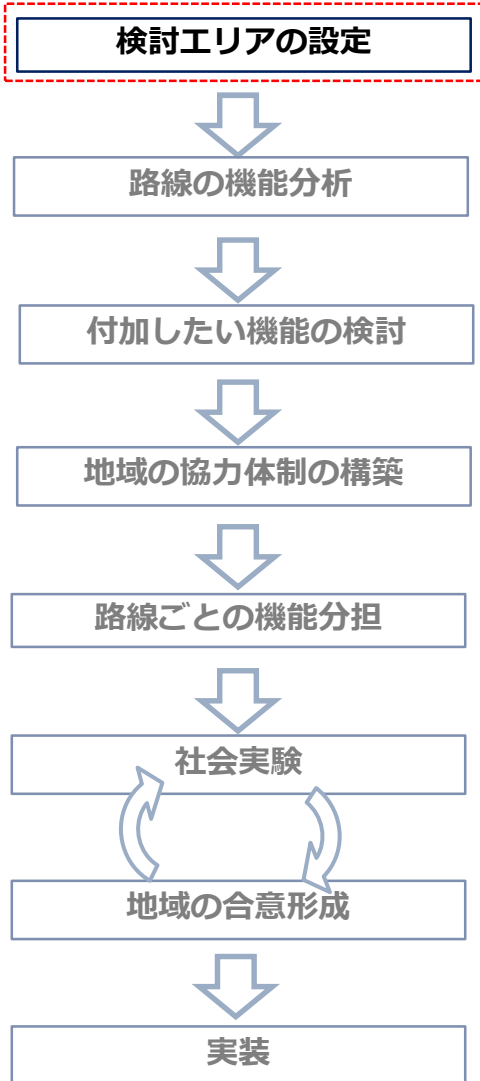 検討エリアの設定
路線の機能分析
付加したい機能の検討
地域の協力体制の構築
路線ごとの機能分担
社会実験
地域の合意形成
実装